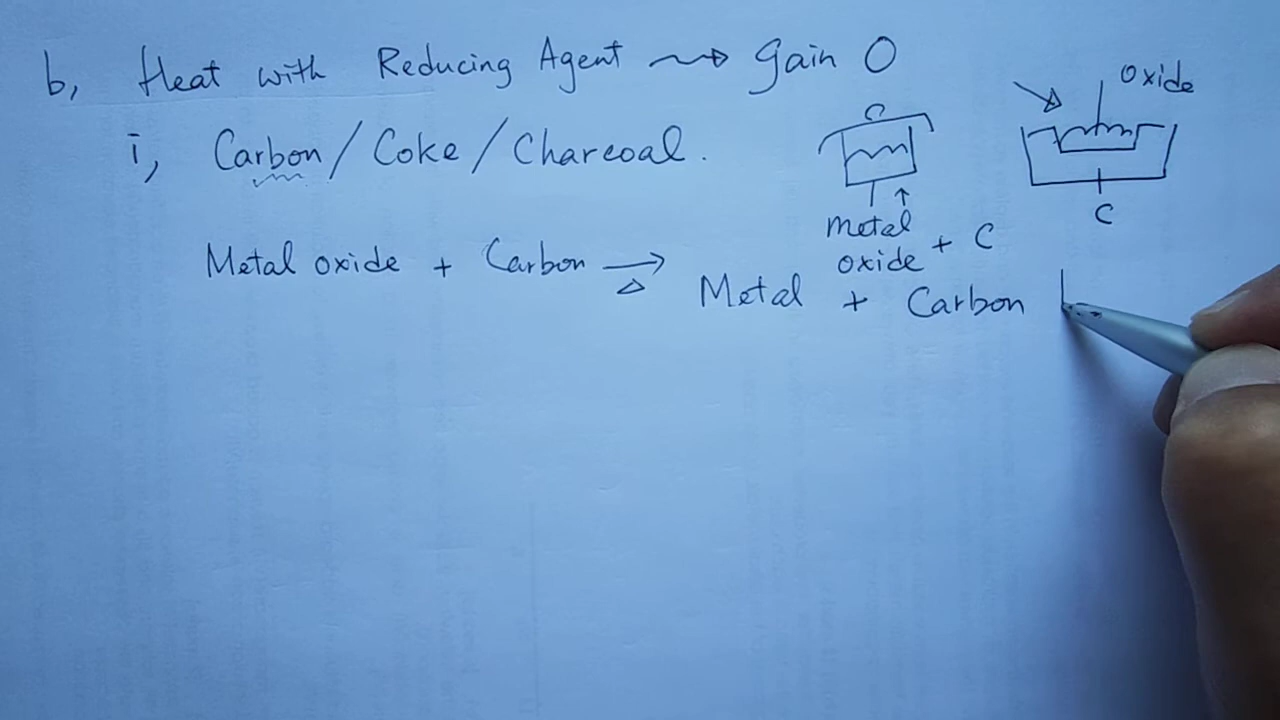 b, Heat with Reducing Agent ⇝ gain O
i, Carbon / Coke / Charcoal.
C
metal
oxide + C
oxide
C
Metal oxide + Carbon →
Δ
Metal + Carbon